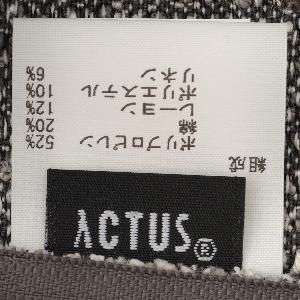 組成
ポリプロピレン 52%
綿 20%
レーヨン 12%
ポリエステル 10%
リネン 6%
ACTUS